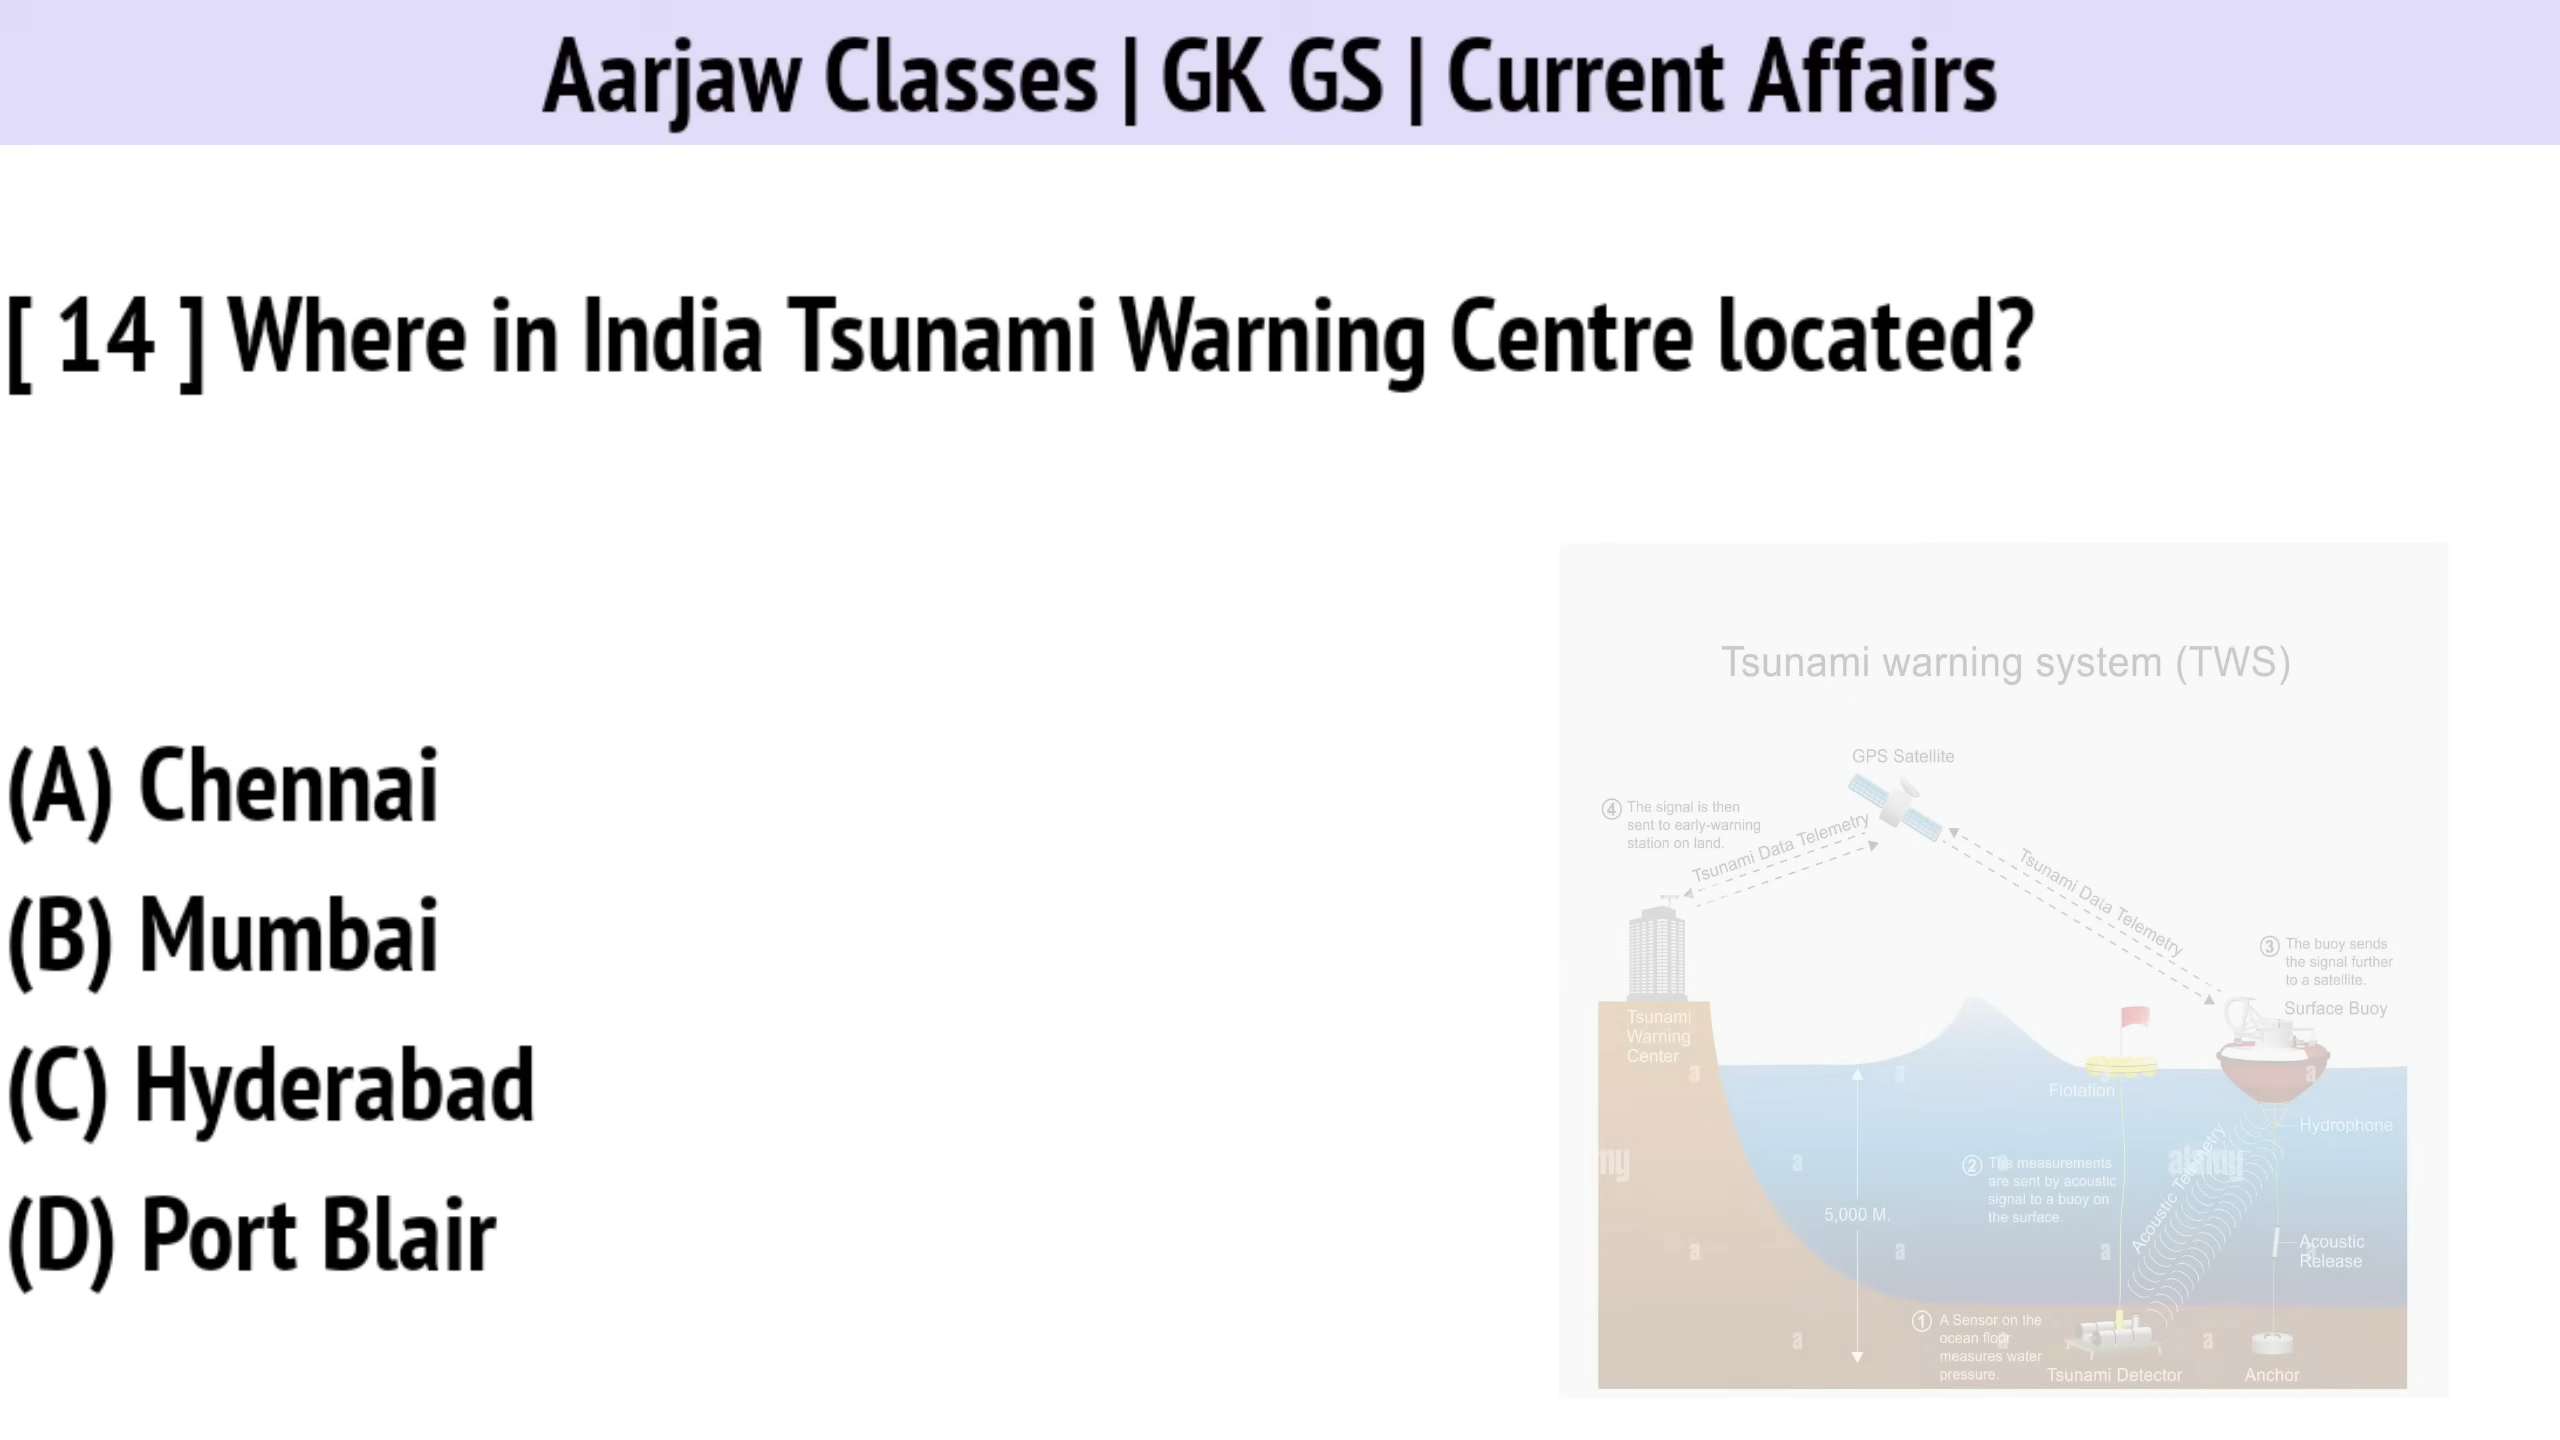 Aarjaw Classes | GK GS | Current Affairs
[ 14 ] Where in India Tsunami Warning Centre located?
(A) Chennai
(B) Mumbai
(C) Hyderabad
(D) Port Blair
Tsunami warning system (TWS)
GPS Satellite
4 The signal is then
sent to early-warning
station on land.
Tsunami Data Telemetry
Tsunami Data Telemetry
3 The buoy sends
the signal further
to a satellite.
Surface Buoy
Tsunami
Warning
Center
Flotation
Hydrophone
2 The measurements
are sent by acoustic
signal to a buoy on
the surface.
Acoustic Telemetry
5,000 M.
Acoustic
Release
1 A Sensor on the
ocean floor
measures water
pressure.
Tsunami Detector
Anchor
alamy
my
a
a
a
a
a
a
a
a
a
a
a
a
a